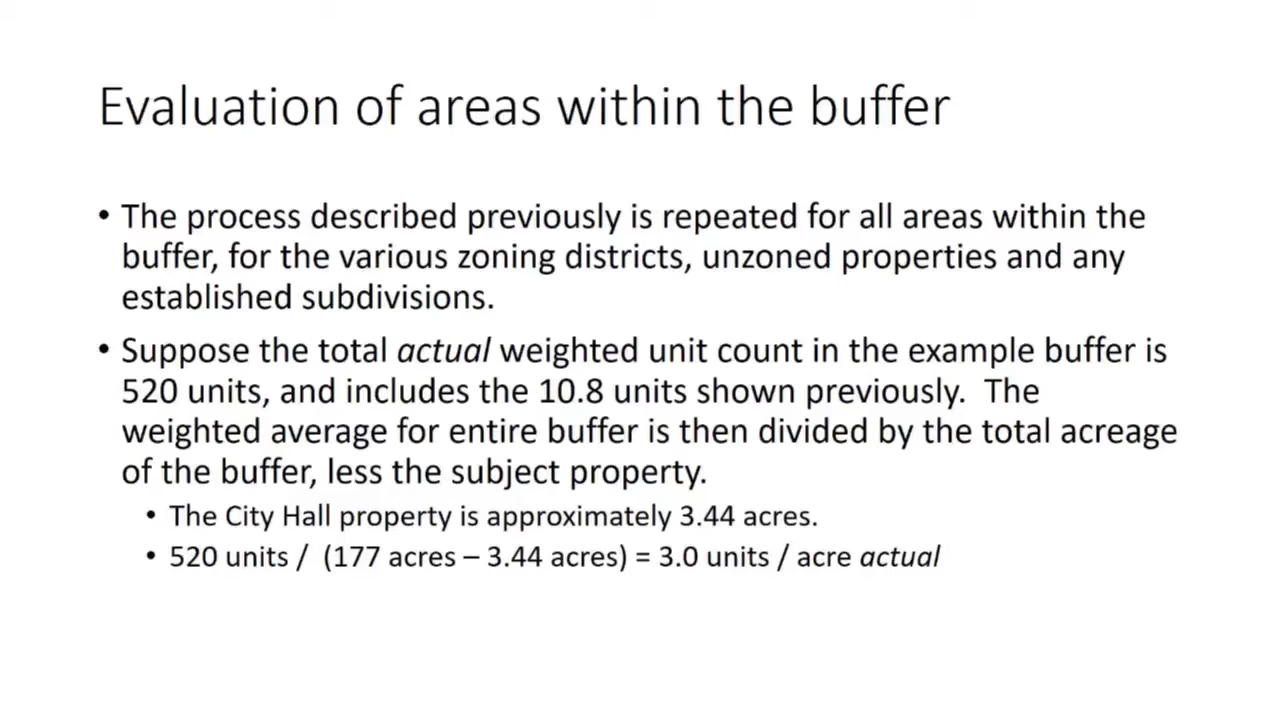 Evaluation of areas within the buffer
• The process described previously is repeated for all areas within the
buffer, for the various zoning districts, unzoned properties and any
established subdivisions.
• Suppose the total actual weighted unit count in the example buffer is
520 units, and includes the 10.8 units shown previously.  The
weighted average for entire buffer is then divided by the total acreage
of the buffer, less the subject property.
• The City Hall property is approximately 3.44 acres.
• 520 units /  (177 acres – 3.44 acres) = 3.0 units / acre actual